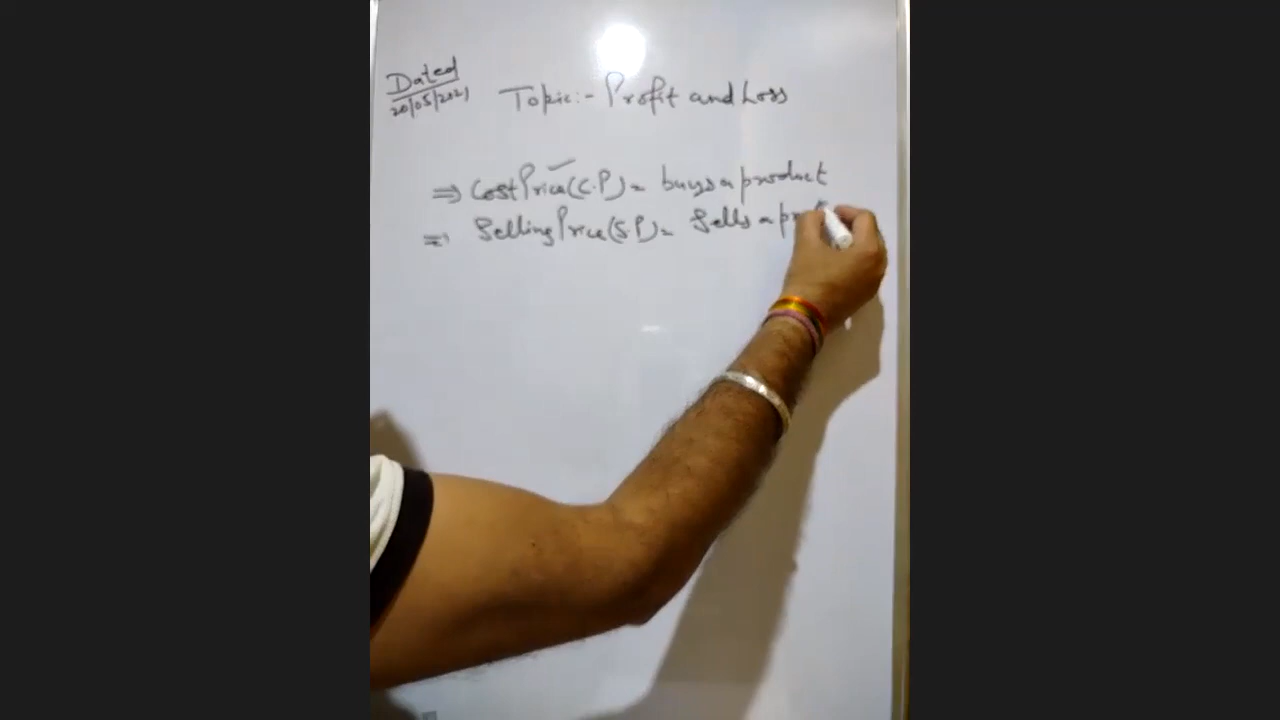 Dated
20/05/2021
Topic:- Profit and Loss
⇒ Cost Price (C.P) = buys a product
⇒ Selling Price (S.P) = Sells a